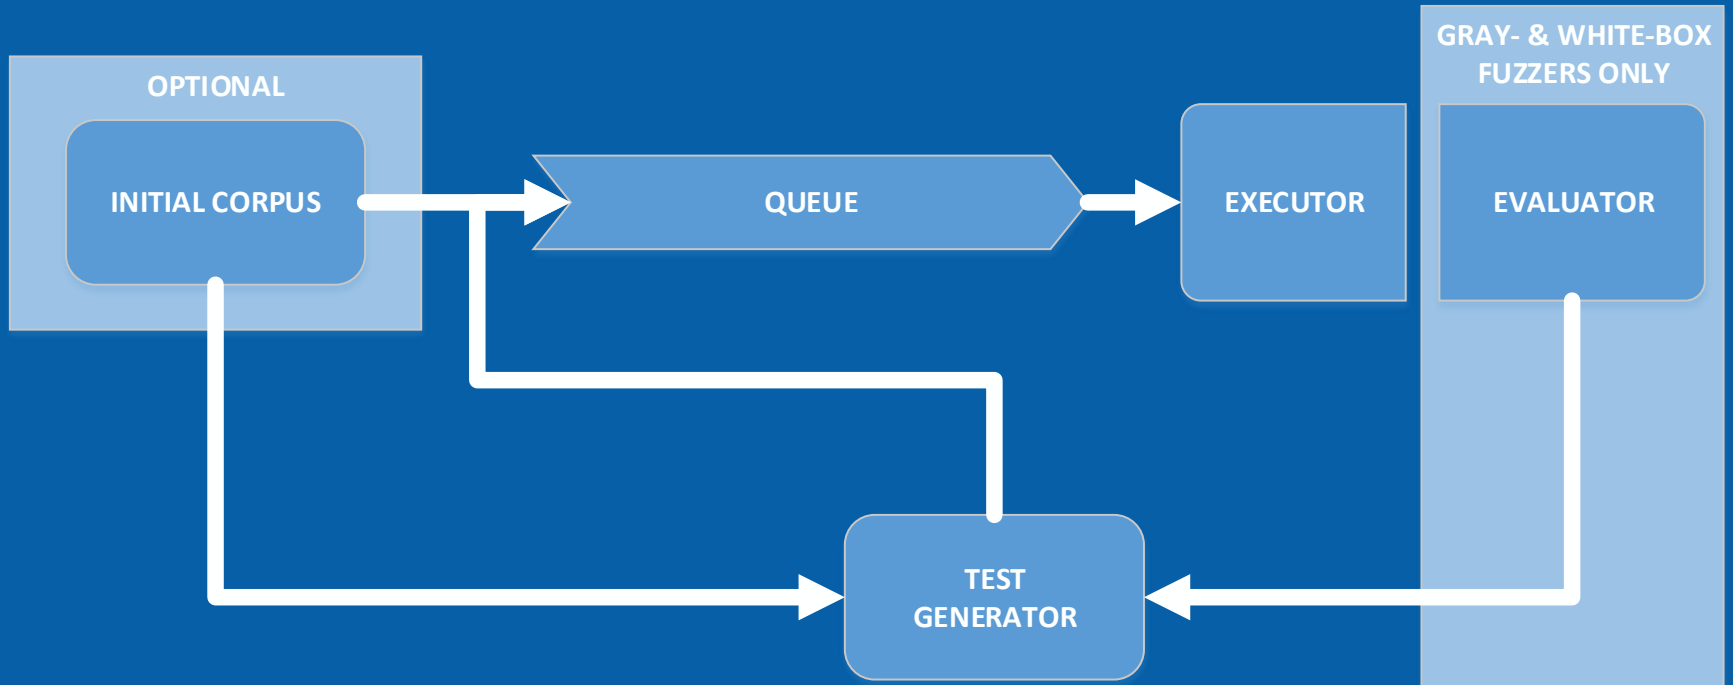 OPTIONAL
INITIAL CORPUS
QUEUE
EXECUTOR
GRAY- & WHITE-BOX
FUZZERS ONLY
EVALUATOR
TEST
GENERATOR